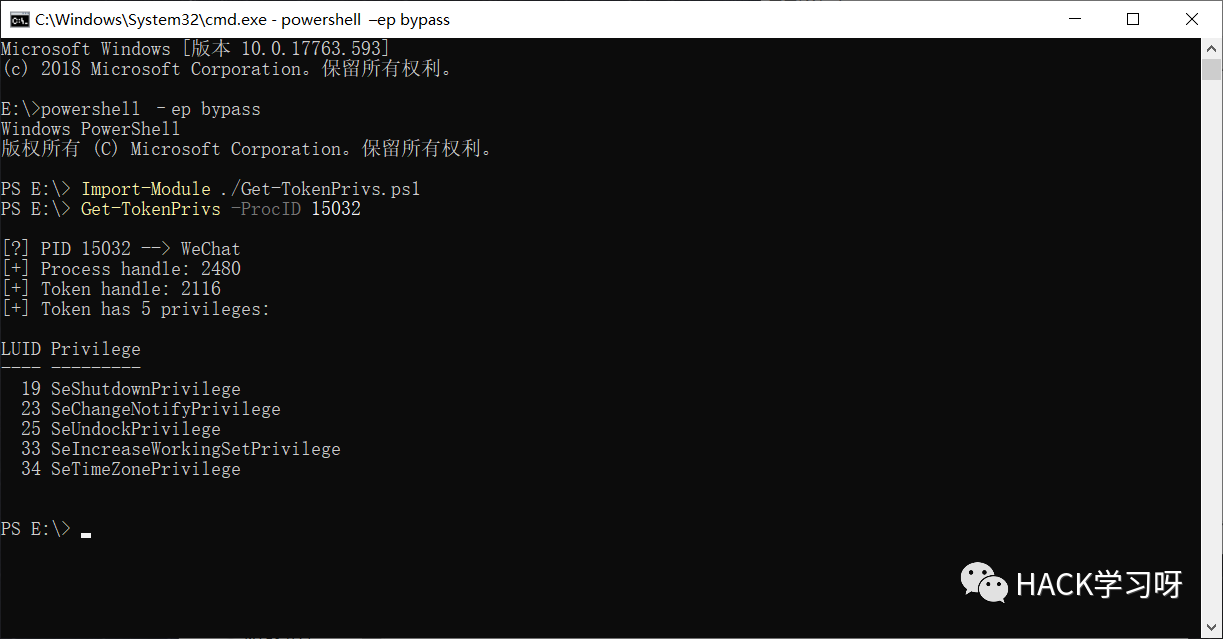 C:\Windows\System32\cmd.exe - powershell –ep bypass
Microsoft Windows [版本 10.0.17763.593]
(c) 2018 Microsoft Corporation。保留所有权利。
E:\>powershell –ep bypass
Windows PowerShell
版权所有 (C) Microsoft Corporation。保留所有权利。
PS E:\> Import-Module ./Get-TokenPrivs.ps1
PS E:\> Get-TokenPrivs -ProcID 15032
[?] PID 15032 --> WeChat
[+] Process handle: 2480
[+] Token handle: 2116
[+] Token has 5 privileges:
LUID Privilege
---- ---------
19 SeShutdownPrivilege
23 SeChangeNotifyPrivilege
25 SeUndockPrivilege
33 SeIncreaseWorkingSetPrivilege
34 SeTimeZonePrivilege
PS E:\>
HACK学习呀